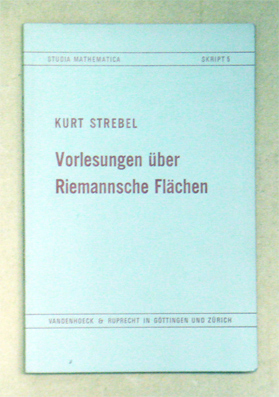 STUDIA MATHEMATICA SKRIPT 5
KURT STREBEL
Vorlesungen über
Riemannsche Flächen
VANDENHOECK & RUPRECHT IN GÖTTINGEN UND ZÜRICH